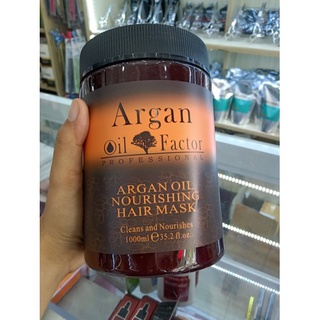 Argan
Oil Factor
PROFESSIONAL
ARGAN OIL
NOURISHING
HAIR MASK
Cleans and Nourishes
1000ml ℮ 35.2 fl.oz.